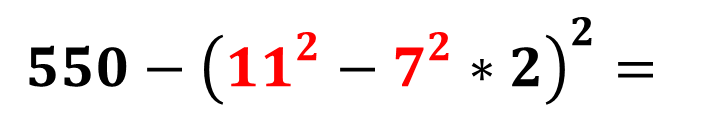 550 − (11² − 7² * 2)² =